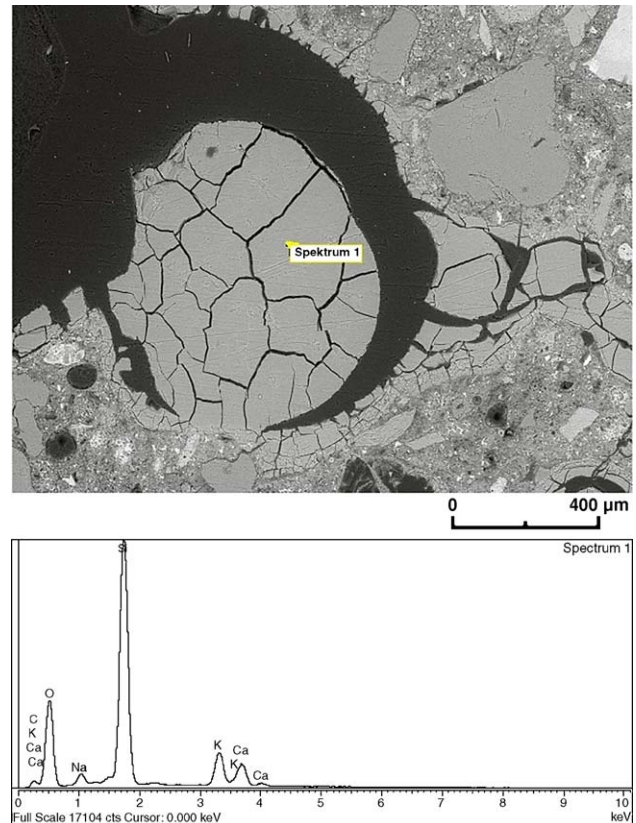 Spektrum 1
0 400 µm
Spectrum 1
Si
O
C
K
Ca
Ca
Na
K
K
Ca
Ca
0 1 2 3 4 5 6 7 8 9 10
Full Scale 17104 cts Cursor: 0.000 keV
keV